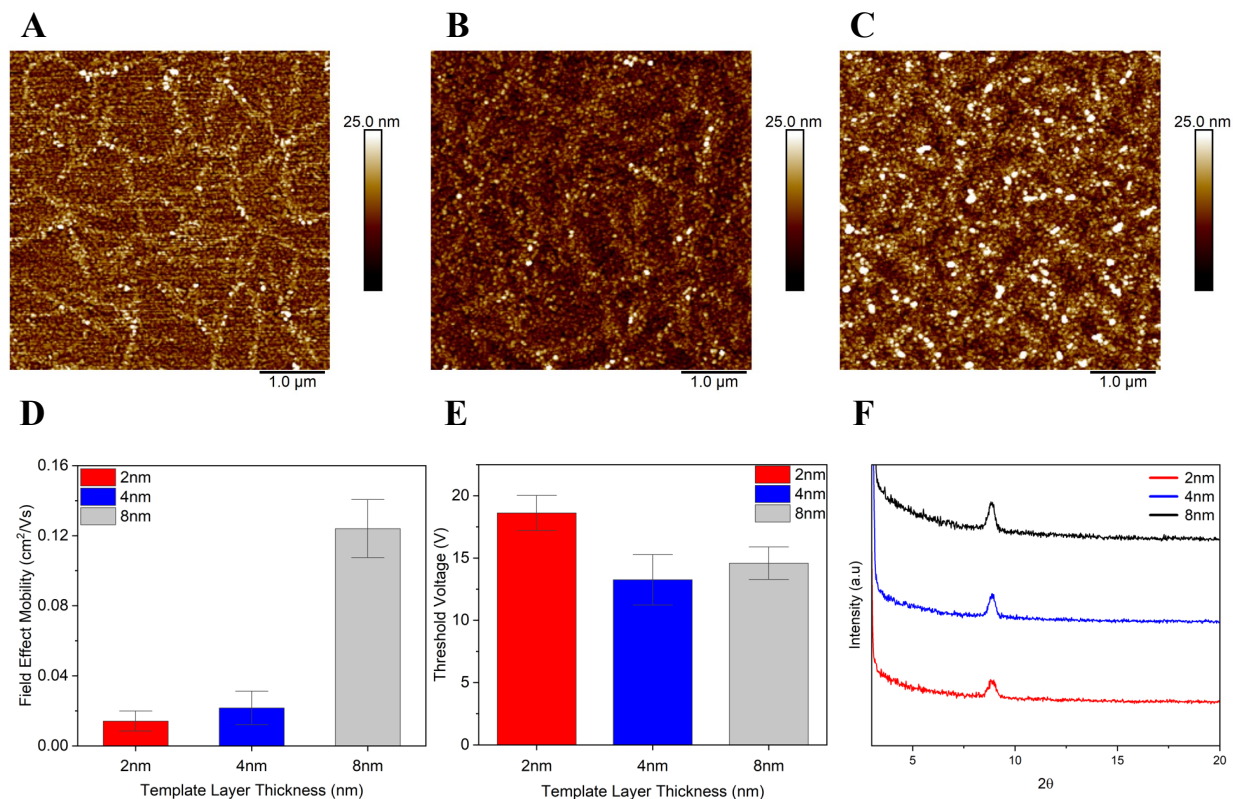 A
B
C
25.0 nm
25.0 nm
25.0 nm
1.0 µm
1.0 µm
1.0 µm
D
E
F
Field Effect Mobility (cm²/Vs)
0.16
0.12
0.08
0.04
0.00
2nm
4nm
8nm
2nm
4nm
8nm
Template Layer Thickness (nm)
Threshold Voltage (V)
20
15
10
5
0
2nm
4nm
8nm
2nm
4nm
8nm
Template Layer Thickness (nm)
Intensity (a.u)
2nm
4nm
8nm
5
10
15
20
2θ